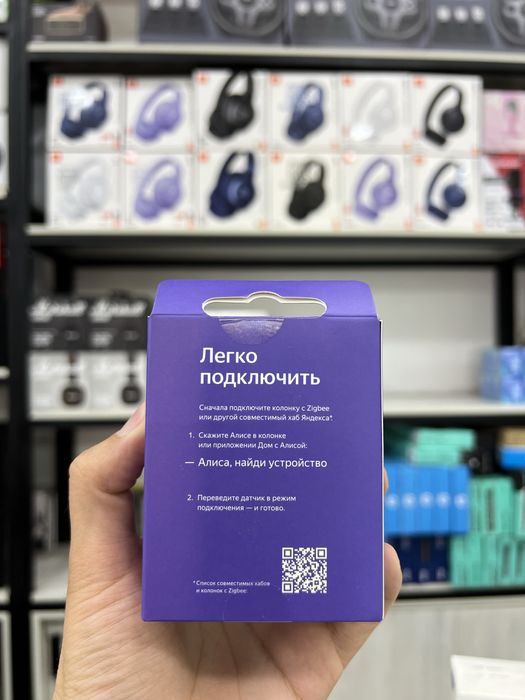 Легко
подключить
Сначала подключите колонку с Zigbee
или другой совместимый хаб Яндекса*.
1. Скажите Алисе в колонке
или приложении Дом с Алисой:
— Алиса, найди устройство
2. Переведите датчик в режим
подключения — и готово.
* Список совместимых хабов
и колонок с Zigbee: